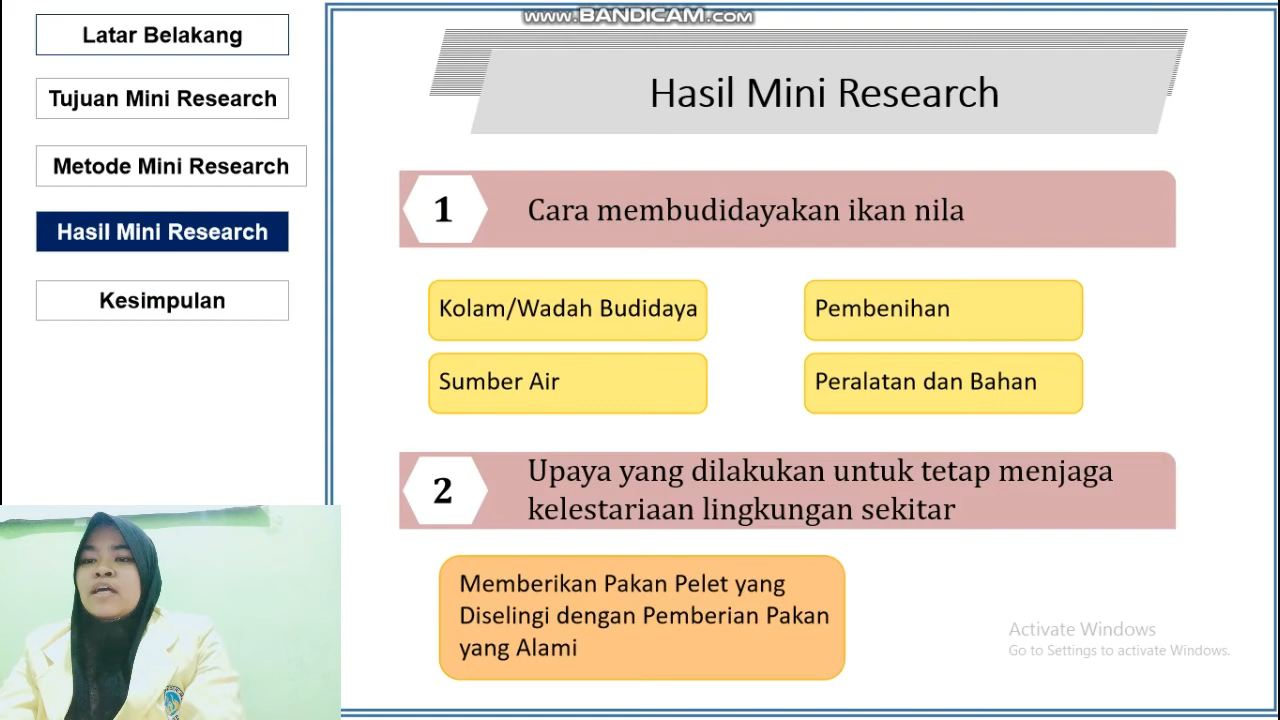 www.BANDICAM.com
Latar Belakang
Tujuan Mini Research
Metode Mini Research
Hasil Mini Research
Kesimpulan
Hasil Mini Research
1
Cara membudidayakan ikan nila
Kolam/Wadah Budidaya
Pembenihan
Sumber Air
Peralatan dan Bahan
2
Upaya yang dilakukan untuk tetap menjaga
kelestariaan lingkungan sekitar
Memberikan Pakan Pelet yang
Diselingi dengan Pemberian Pakan
yang Alami
Activate Windows
Go to Settings to activate Windows.